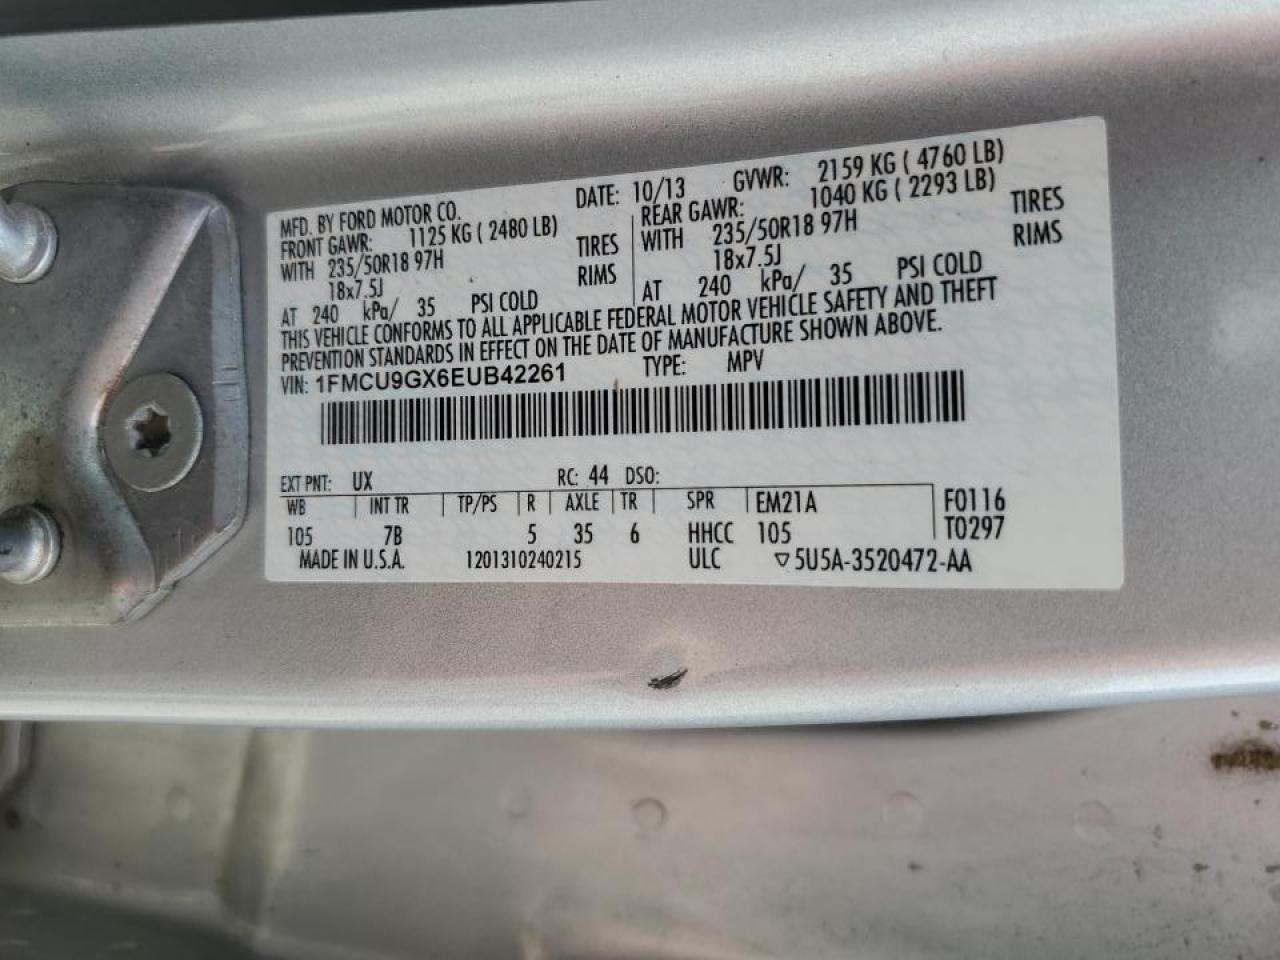 MFD. BY FORD MOTOR CO. DATE: 10/13 GVWR: 2159 KG ( 4760 LB)
FRONT GAWR: 1125 KG ( 2480 LB) REAR GAWR: 1040 KG ( 2293 LB)
WITH 235/50R18 97H TIRES WITH 235/50R18 97H TIRES
18x7.5J RIMS 18x7.5J RIMS
AT 240 kPa/ 35 PSI COLD AT 240 kPa/ 35 PSI COLD
THIS VEHICLE CONFORMS TO ALL APPLICABLE FEDERAL MOTOR VEHICLE SAFETY AND THEFT
PREVENTION STANDARDS IN EFFECT ON THE DATE OF MANUFACTURE SHOWN ABOVE.
VIN: 1FMCU9GX6EUB42261 TYPE: MPV
EXT PNT: UX RC: 44 DSO:
WB INT TR TP/PS R AXLE TR SPR EM21A F0116
105 7B 5 35 6 HHCC 105 T0297
MADE IN U.S.A. 1201310240215 ULC ▽5U5A-3520472-AA